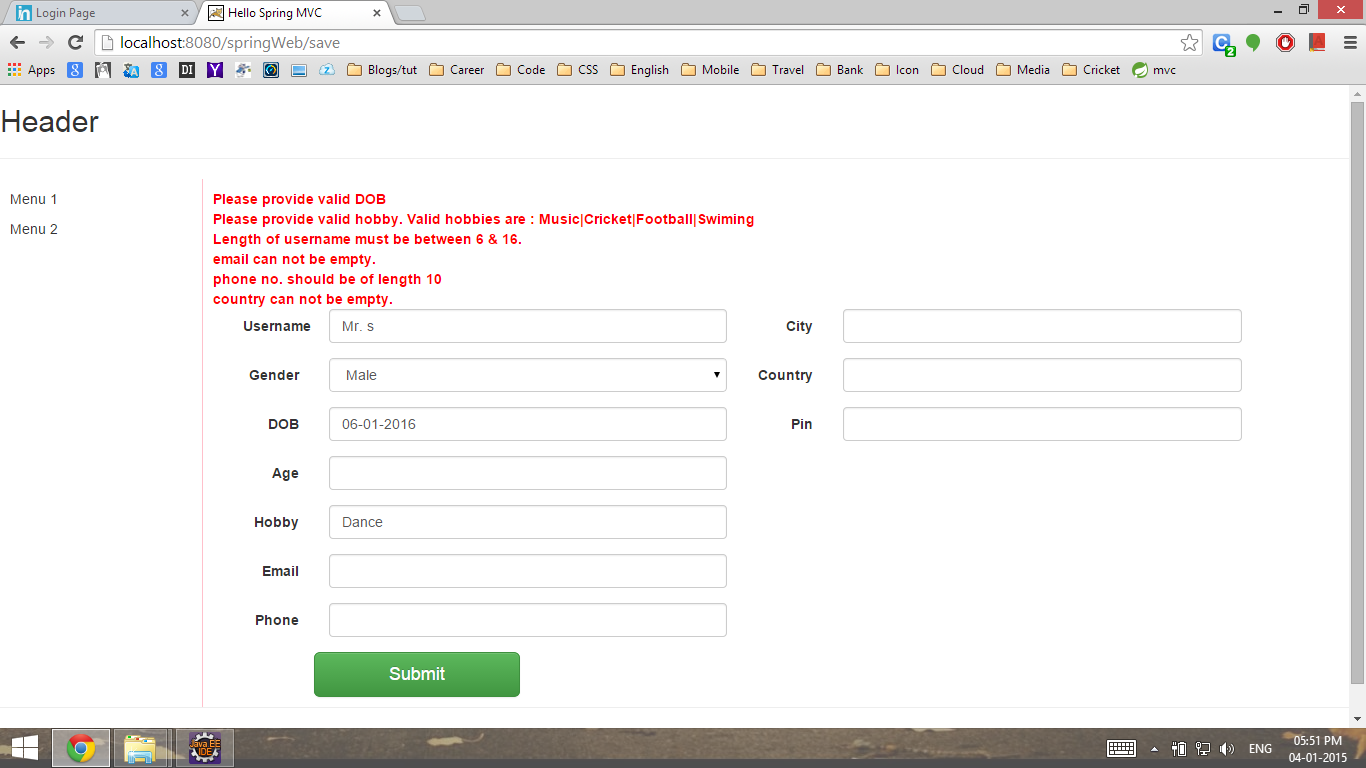 Login Page
Hello Spring MVC
localhost:8080/springWeb/save
Apps
Blogs/tut
Career
Code
CSS
English
Mobile
Travel
Bank
Icon
Cloud
Media
Cricket
mvc
Header
Menu 1
Menu 2
Please provide valid DOB
Please provide valid hobby. Valid hobbies are : Music|Cricket|Football|Swiming
Length of username must be between 6 & 16.
email can not be empty.
phone no. should be of length 10
country can not be empty.
Username Mr. s
City
Gender Male
Country
DOB 06-01-2016
Pin
Age
Hobby Dance
Email
Phone
Submit
Java EE
IDE
ENG
05:51 PM
04-01-2015